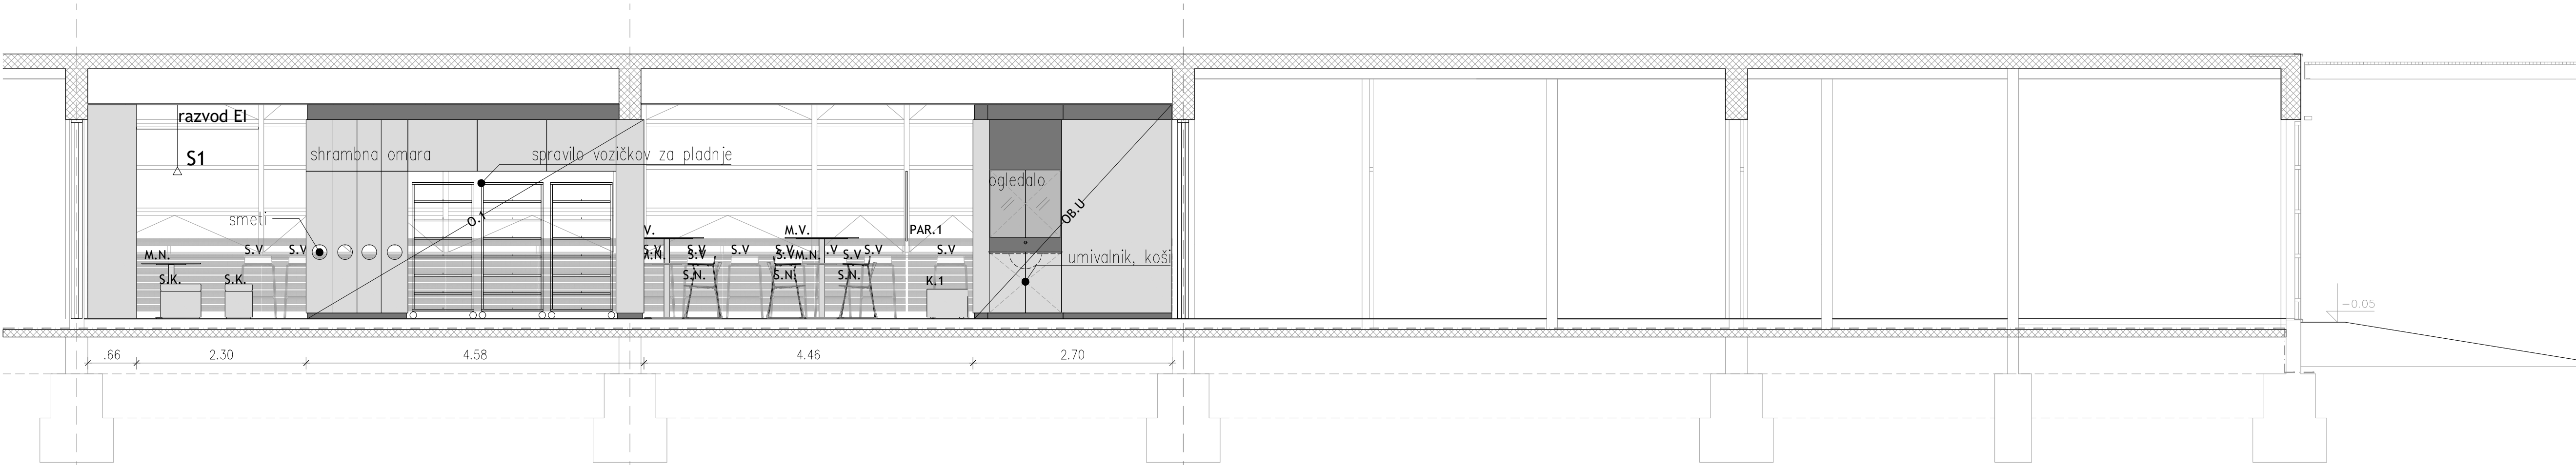 razvod El
S1
shrambna omara
spravilo vozičkov za pladnje
ogledalo
smeti
O.1
OB.U
V.
M.V.
PAR.1
M.N.
S.V
S.V
S.V
S.V
S.V
S.V
.V
S.V
S.V
S.V
M.N.
M.N.
umivalnik, koši
S.K.
S.K.
S.N.
S.N.
S.N.
K.1
-0.05
.66
2.30
4.58
4.46
2.70